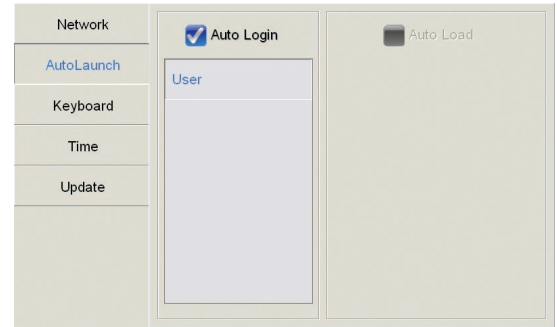 Network
AutoLaunch
Keyboard
Time
Update
Auto Login
User
Auto Load